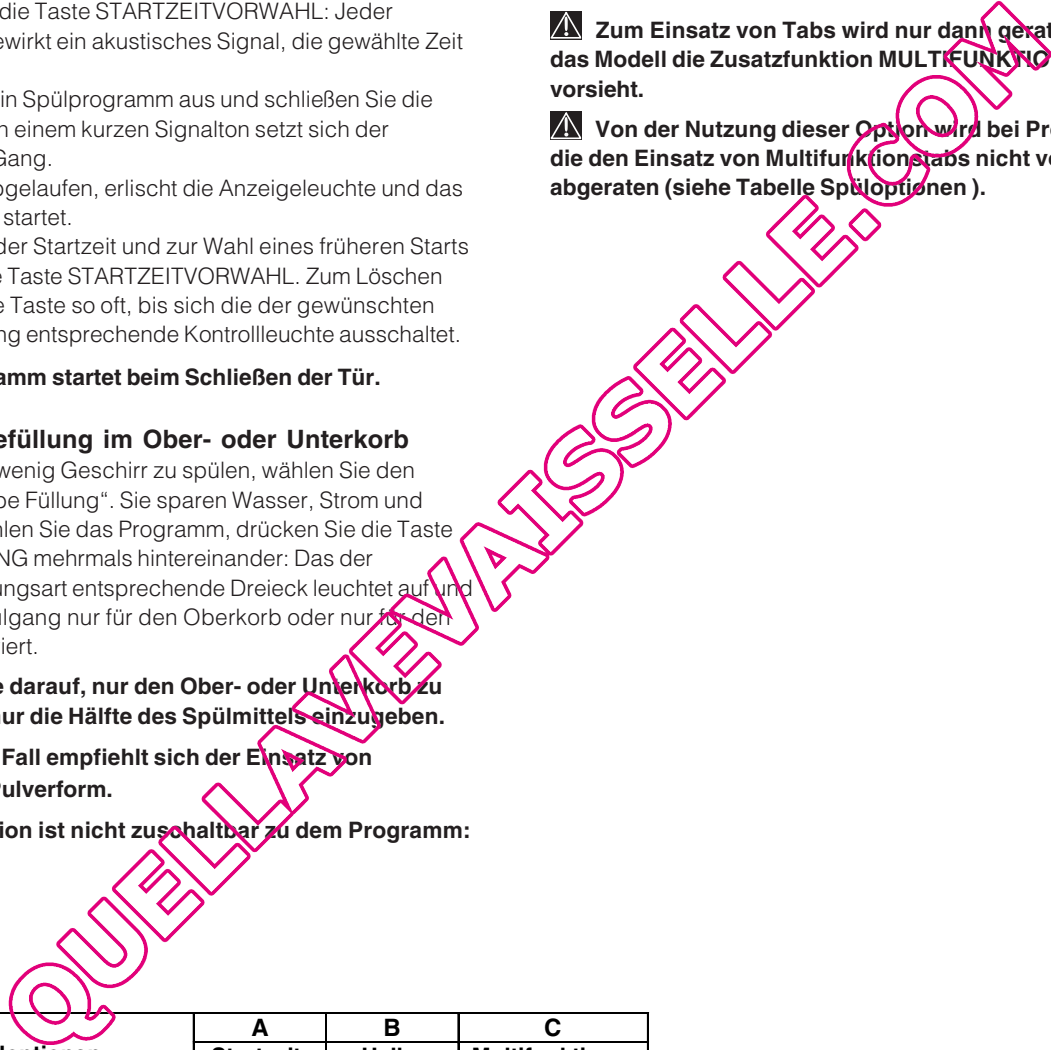 die Taste STARTZEITVORWAHL: Jeder
ewirkt ein akustisches Signal, die gewählte Zeit
in Spülprogramm aus und schließen Sie die
n einem kurzen Signalton setzt sich der
Gang.
gelaufen, erlischt die Anzeigeleuchte und das
startet.
der Startzeit und zur Wahl eines früheren Starts
e Taste STARTZEITVORWAHL. Zum Löschen
e Taste so oft, bis sich die der gewünschten
ng entsprechende Kontrollleuchte ausschaltet.
amm startet beim Schließen der Tür.
efüllung im Ober- oder Unterkorb
wenig Geschirr zu spülen, wählen Sie den
be Füllung“. Sie sparen Wasser, Strom und
hlen Sie das Programm, drücken Sie die Taste
NG mehrmals hintereinander: Das der
ungsart entsprechende Dreieck leuchtet auf und
ülgang nur für den Oberkorb oder nur für den
iert.
e darauf, nur den Ober- oder Unterkorb zu
nur die Hälfte des Spülmittels einzugeben.
Fall empfiehlt sich der Einsatz von
Pulverform.
tion ist nicht zuschaltbar zu dem Programm:
Zum Einsatz von Tabs wird nur dann gerat
das Modell die Zusatzfunktion MULTIFUNKTIO
vorsieht.
Von der Nutzung dieser Option wird bei Pr
die den Einsatz von Multifunktionstabs nicht v
abgeraten (siehe Tabelle Spüloptionen ).
A B C
QUELLAVEVAISSELLE.COM